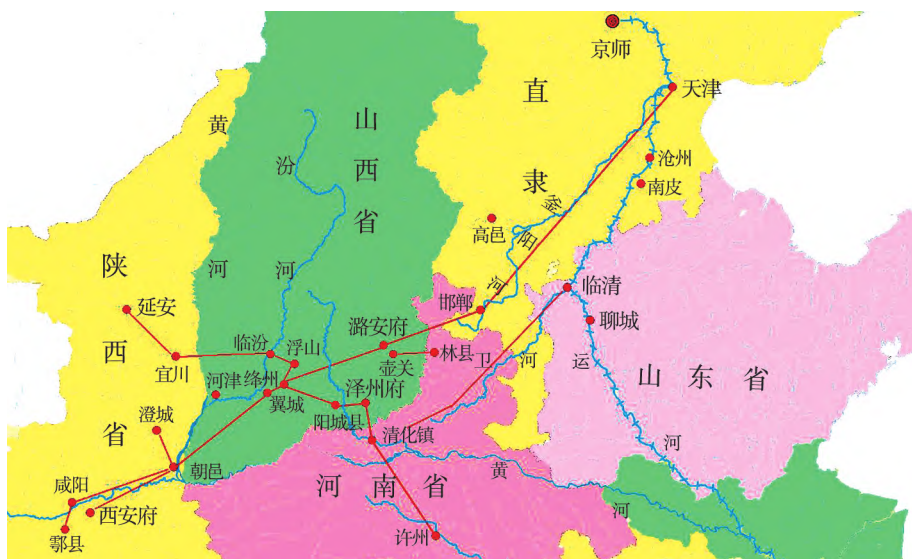 京师
天津
直隶
沧州
南皮
高邑
釜阳河
山西省
黄河
汾河
陕西省
延安
宜川
临汾
浮山
河津
绛州
翼城
潞安府
邯郸
壶关
林县
临清
聊城
卫河
运河
山东省
泽州府
阳城县
清化镇
澄城
朝邑
咸阳
西安府
鄠县
河南省
黄河
许州